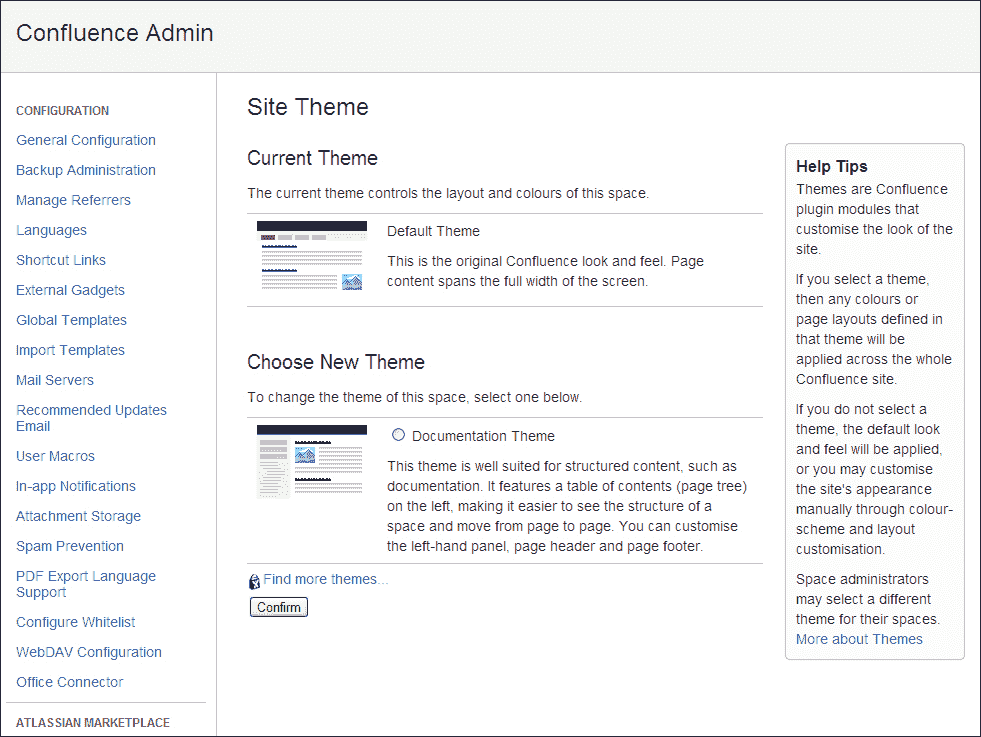 Confluence Admin
CONFIGURATION
General Configuration
Backup Administration
Manage Referrers
Languages
Shortcut Links
External Gadgets
Global Templates
Import Templates
Mail Servers
Recommended Updates
Email
User Macros
In-app Notifications
Attachment Storage
Spam Prevention
PDF Export Language
Support
Configure Whitelist
WebDAV Configuration
Office Connector
ATLASSIAN MARKETPLACE
Site Theme
Current Theme
The current theme controls the layout and colours of this space.
Default Theme
This is the original Confluence look and feel. Page
content spans the full width of the screen.
Choose New Theme
To change the theme of this space, select one below.
Documentation Theme
This theme is well suited for structured content, such as
documentation. It features a table of contents (page tree)
on the left, making it easier to see the structure of a
space and move from page to page. You can customise
the left-hand panel, page header and page footer.
Find more themes...
Confirm
Help Tips
Themes are Confluence
plugin modules that
customise the look of the
site.
If you select a theme,
then any colours or
page layouts defined in
that theme will be
applied across the whole
Confluence site.
If you do not select a
theme, the default look
and feel will be applied,
or you may customise
the site's appearance
manually through colour-
scheme and layout
customisation.
Space administrators
may select a different
theme for their spaces.
More about Themes